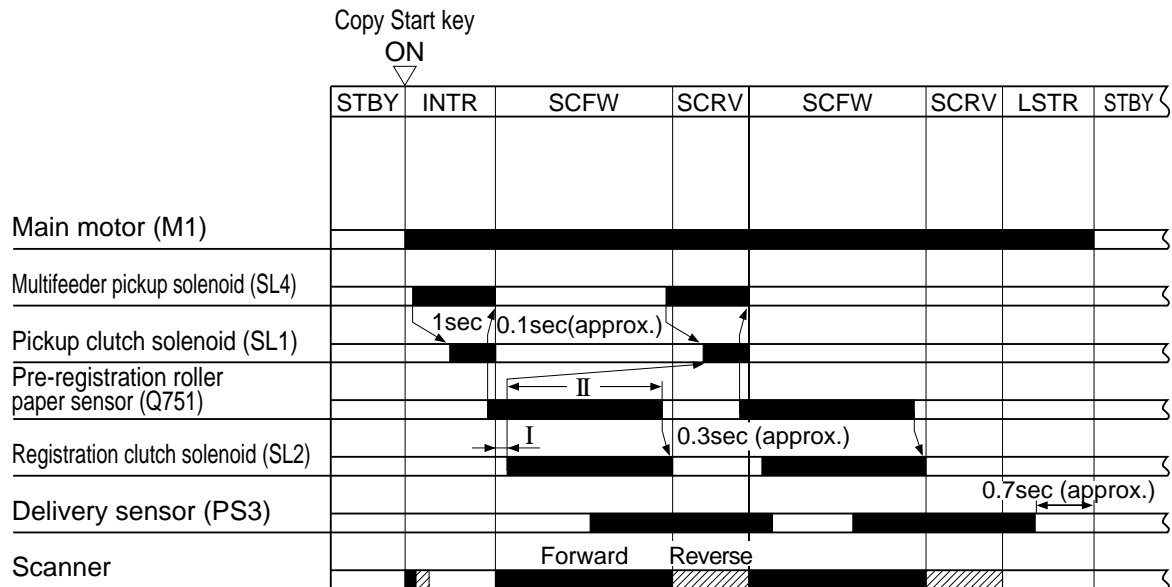 Copy Start key
ON
STBY INTR SCFW SCRV SCFW SCRV LSTR STBY
Main motor (M1)
Multifeeder pickup solenoid (SL4)
1sec 0.1sec(approx.)
Pickup clutch solenoid (SL1)
Pre-registration roller
paper sensor (Q751)
II
I 0.3sec (approx.)
Registration clutch solenoid (SL2)
0.7sec (approx.)
Delivery sensor (PS3)
Forward Reverse
Scanner